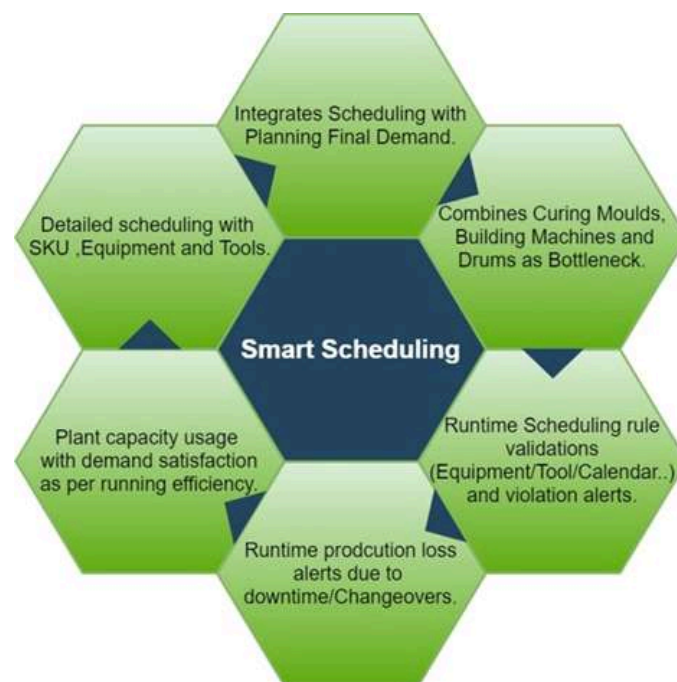 Integrates Scheduling with
Planning Final Demand.
Combines Curing Moulds,
Building Machines and
Drums as Bottleneck.
Runtime Scheduling rule
validations
(Equipment/Tool/Calendar..)
and violation alerts.
Runtime prodcution loss
alerts due to
downtime/Changeovers.
Plant capacity usage
with demand satisfaction
as per running efficiency.
Detailed scheduling with
SKU ,Equipment and Tools.
Smart Scheduling